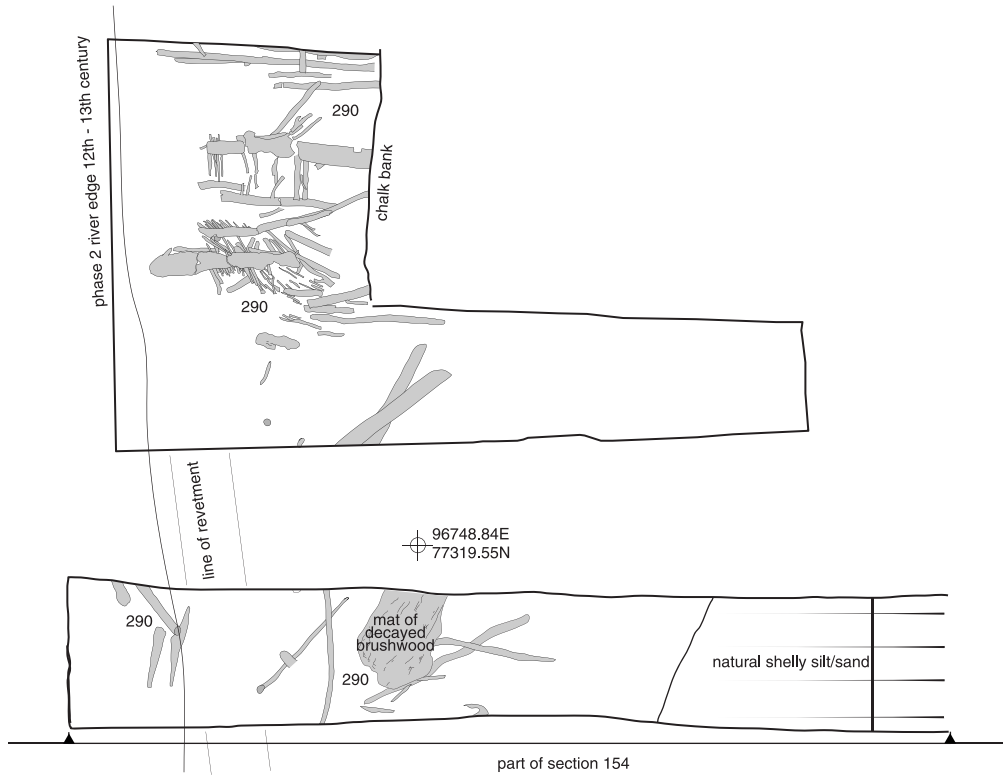 phase 2 river edge 12th - 13th century
290
chalk bank
290
line of revetment
96748.84E
77319.55N
290
mat of
decayed
brushwood
290
natural shelly silt/sand
part of section 154